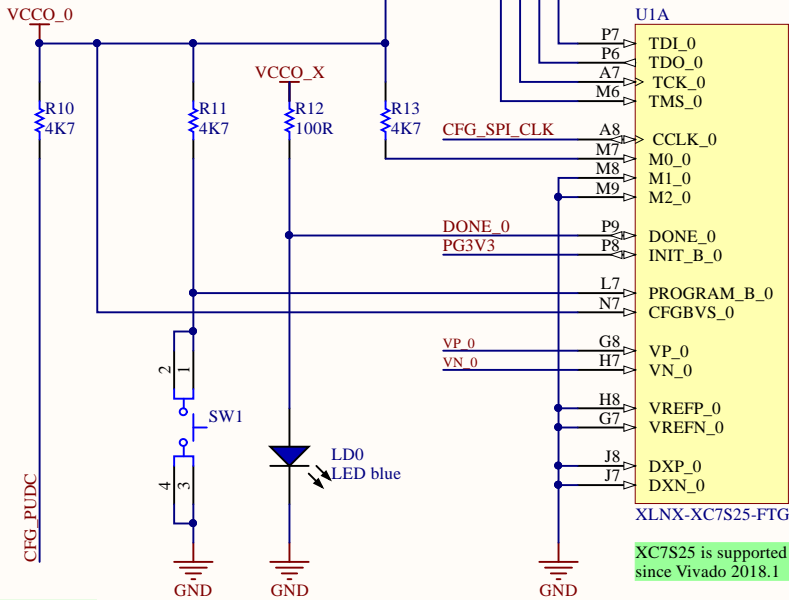 VCCO_0
U1A
P7 TDI_0
P6 TDO_0
A7 TCK_0
M6 TMS_0
VCCO_X
R10
4K7
R11
4K7
R12
100R
R13
4K7
CFG_SPI_CLK A8 CCLK_0
M7 M0_0
M8 M1_0
M9 M2_0
DONE_0 P9 DONE_0
PG3V3 P8 INIT_B_0
L7 PROGRAM_B_0
N7 CFGBVS_0
VP_0 G8 VP_0
VN_0 H7 VN_0
2 1
SW1
4 3
H8 VREFP_0
G7 VREFN_0
LD0
LED blue
J8 DXP_0
J7 DXN_0
CFG_PUDC
XLNX-XC7S25-FTG
XC7S25 is supported
since Vivado 2018.1
GND
GND
GND